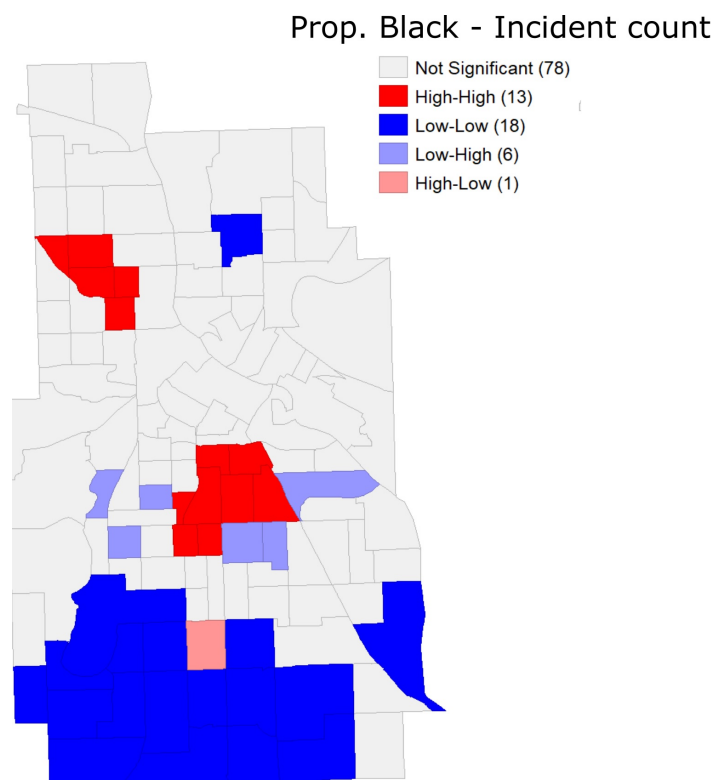 Prop. Black - Incident count
Not Significant (78)
High-High (13)
Low-Low (18)
Low-High (6)
High-Low (1)